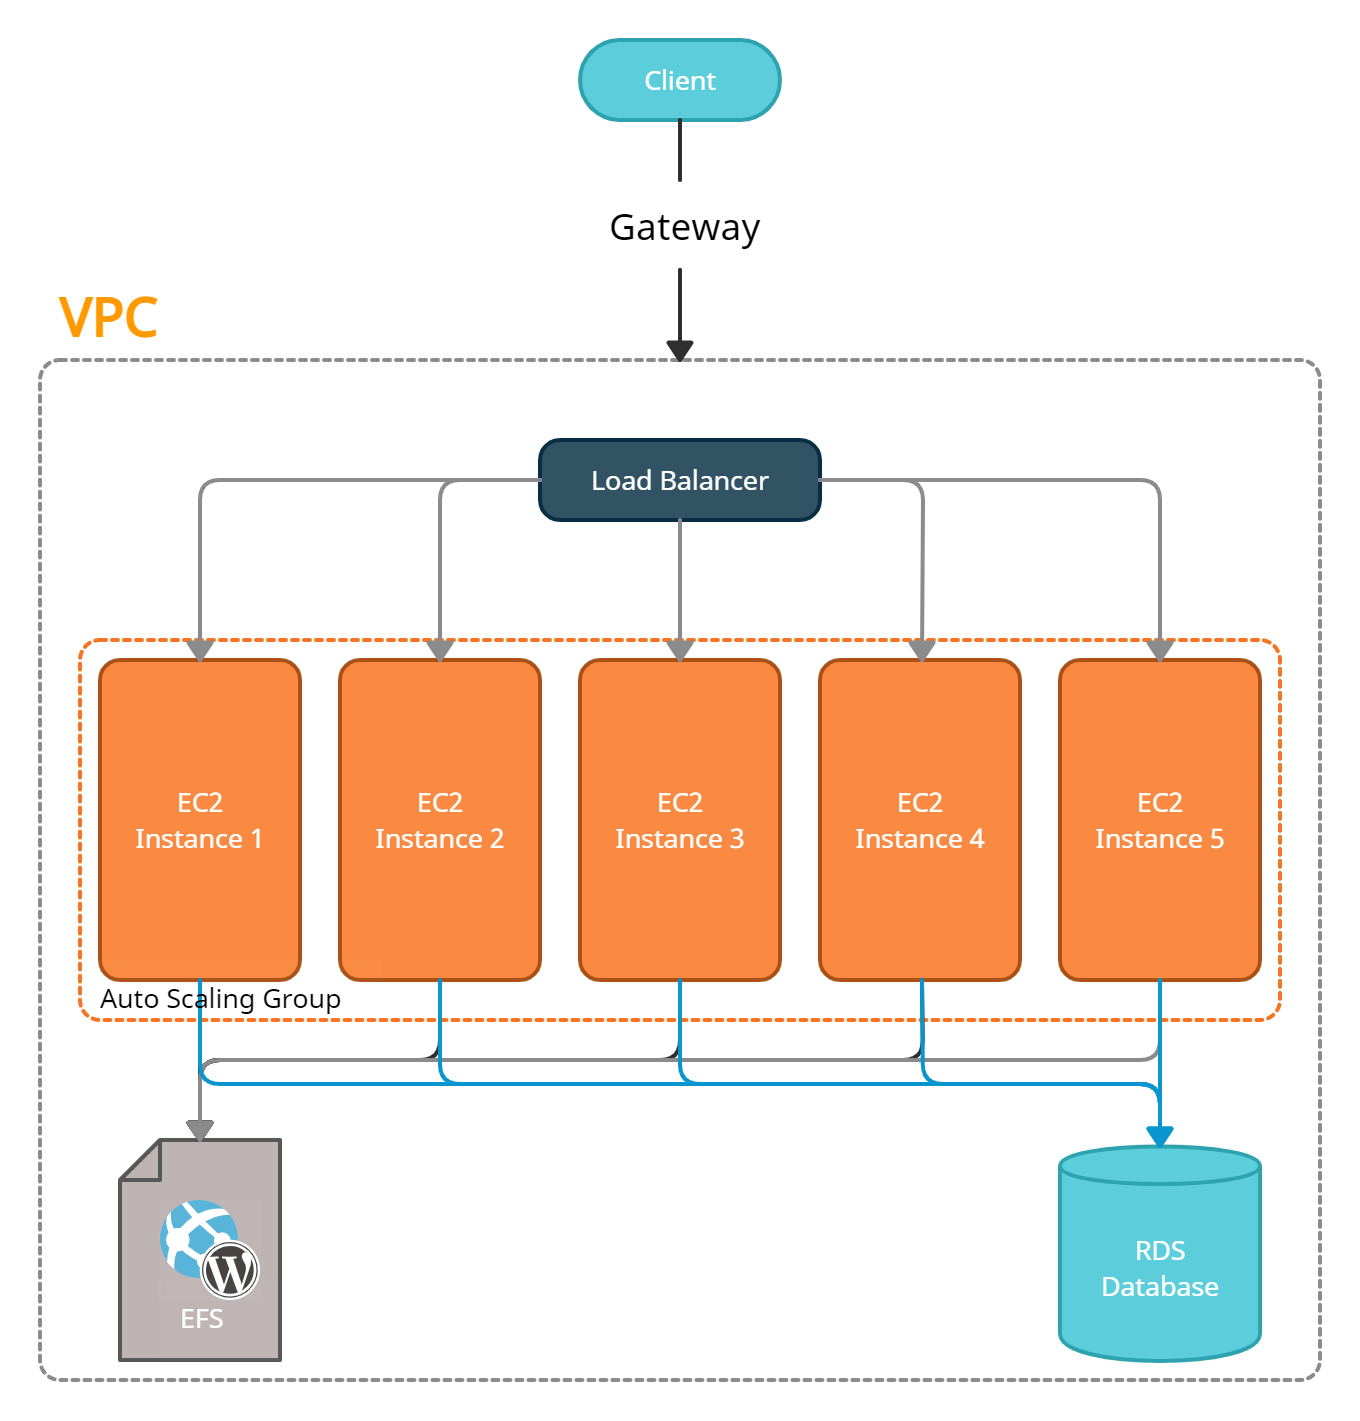 Client
Gateway
VPC
Load Balancer
EC2
Instance 1
EC2
Instance 2
EC2
Instance 3
EC2
Instance 4
EC2
Instance 5
Auto Scaling Group
W
EFS
RDS
Database